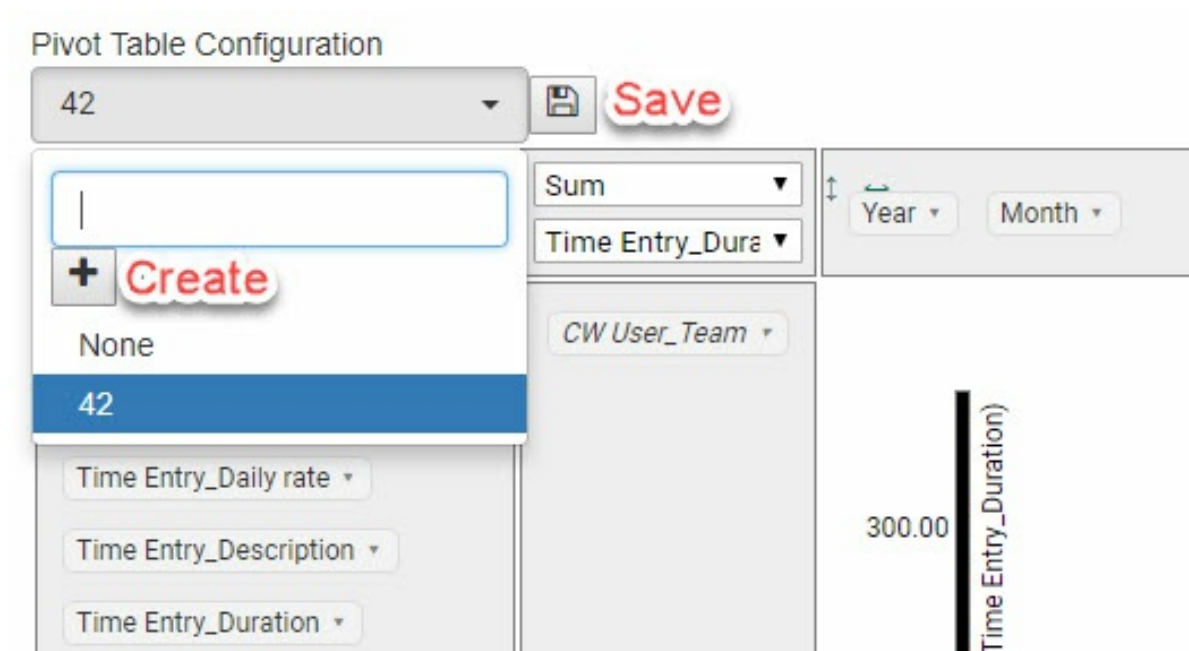 Pivot Table Configuration
42
Save
Sum
Time Entry_Dura
Year
Month
Create
None
42
CW User_Team
Time Entry_Daily rate
Time Entry_Description
Time Entry_Duration
300.00
Time Entry_Duration)